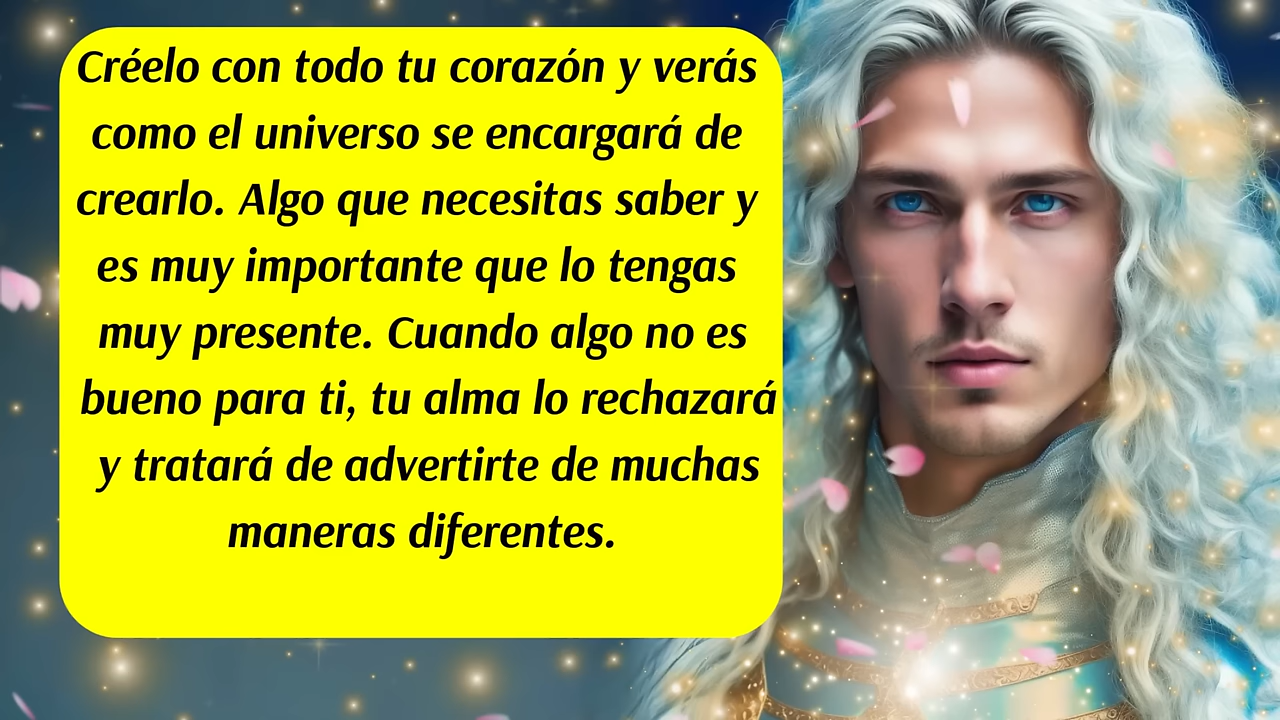 Créelo con todo tu corazón y verás
como el universo se encargará de
crearlo. Algo que necesitas saber y
es muy importante que lo tengas
muy presente. Cuando algo no es
bueno para ti, tu alma lo rechazará
y tratará de advertirte de muchas
maneras diferentes.